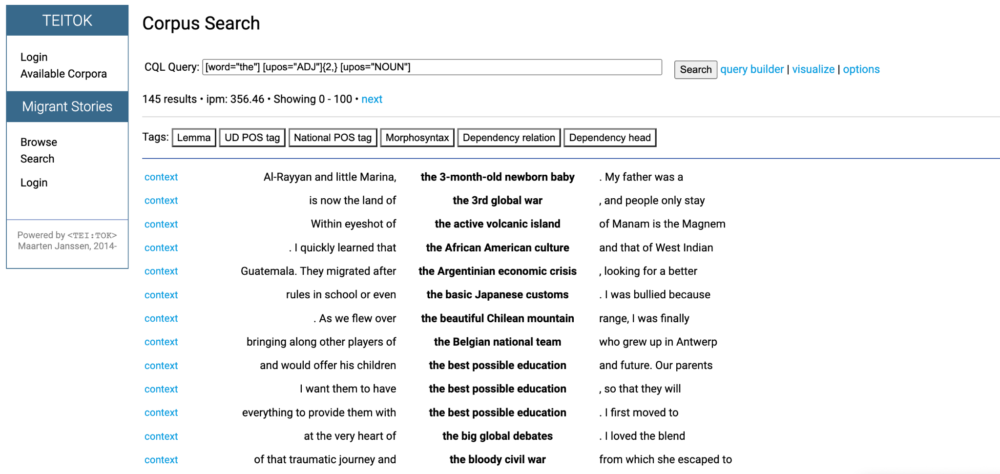 TEITOK
Login
Available Corpora
Migrant Stories
Browse
Search
Login
Powered by <TEI:TOK>
Maarten Janssen, 2014-
Corpus Search
CQL Query: [word="the"] [upos="ADJ"]{2,} [upos="NOUN"] Search query builder | visualize | options
145 results • ipm: 356.46 • Showing 0 - 100 • next
Tags: Lemma UD POS tag National POS tag Morphosyntax Dependency relation Dependency head
context Al-Rayyan and little Marina, the 3-month-old newborn baby . My father was a
context is now the land of the 3rd global war , and people only stay
context Within eyeshot of the active volcanic island of Manam is the Magnem
context . I quickly learned that the African American culture and that of West Indian
context Guatemala. They migrated after the Argentinian economic crisis , looking for a better
context rules in school or even the basic Japanese customs . I was bullied because
context . As we flew over the beautiful Chilean mountain range, I was finally
context bringing along other players of the Belgian national team who grew up in Antwerp
context and would offer his children the best possible education and future. Our parents
context I want them to have the best possible education , so that they will
context everything to provide them with the best possible education . I first moved to
context at the very heart of the big global debates . I loved the blend
context of that traumatic journey and the bloody civil war from which she escaped to